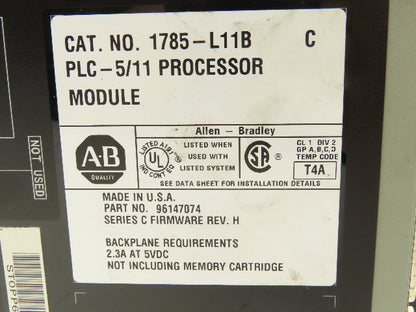 CAT. NO. 1785-L11B C
PLC-5/11 PROCESSOR
MODULE
Allen - Bradley
A-B
QUALITY
UL
LISTED WHEN
USED WITH
LISTED SYSTEM
SA
CL 1 DIV 2
GP A,B,C,D
TEMP CODE
T4A
SEE DATA SHEET FOR INSTALLATION DETAILS
NOT USED
MADE IN U.S.A.
PART NO. 96147074
SERIES C FIRMWARE REV. H
BACKPLANE REQUIREMENTS
2.3A AT 5VDC
NOT INCLUDING MEMORY CARTRIDGE